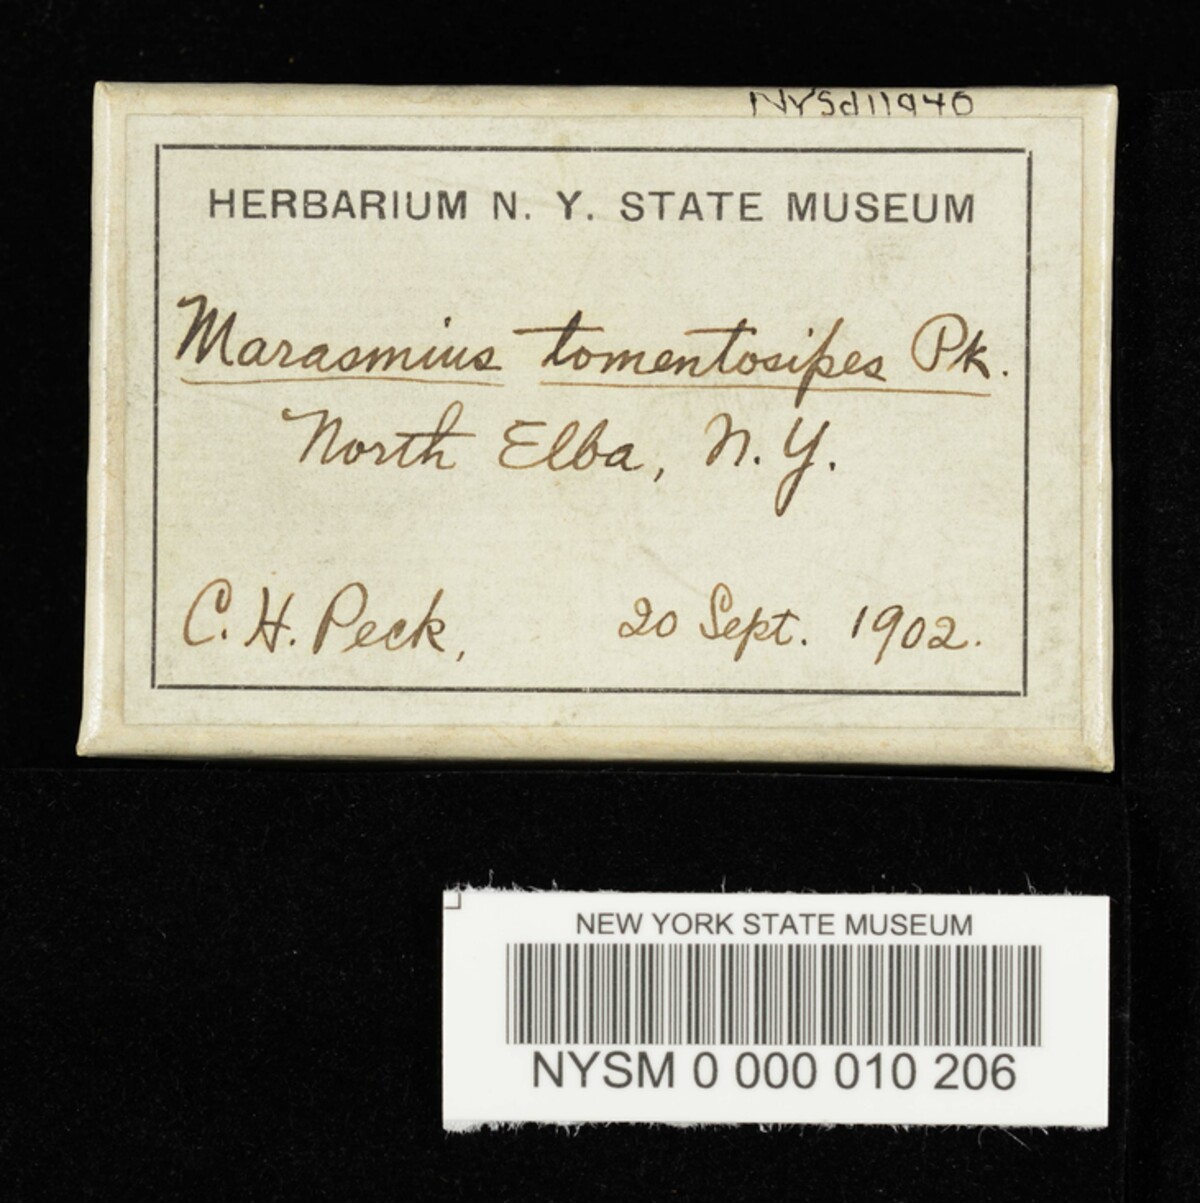 NYSd11940
HERBARIUM N. Y. STATE MUSEUM
Marasmius tomentosipes Pk.
North Elba, N.Y.
C. H. Peck, 20 Sept. 1902.
NEW YORK STATE MUSEUM
NYSM 0 000 010 206